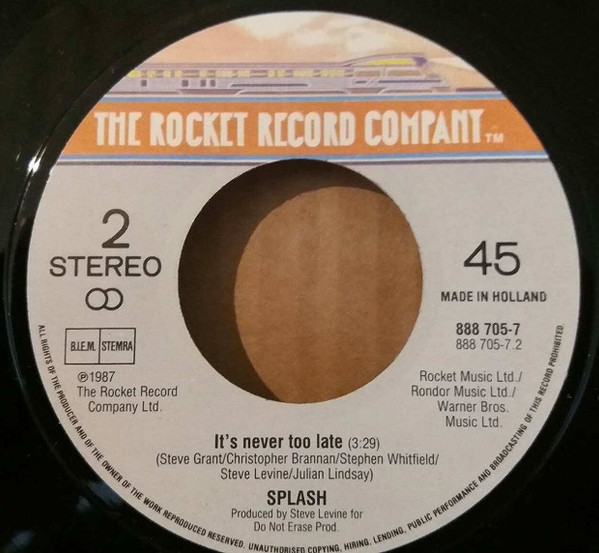 THE ROCKET RECORD COMPANY TM
2
STEREO
45
MADE IN HOLLAND
B.I.E.M. STEMRA
888 705-7
888 705-7.2
℗1987
The Rocket Record
Company Ltd.
Rocket Music Ltd./
Rondor Music Ltd./
Warner Bros.
Music Ltd.
It's never too late (3:29)
(Steve Grant/Christopher Brannan/Stephen Whitfield/
Steve Levine/Julian Lindsay)
SPLASH
Produced by Steve Levine for
Do Not Erase Prod.
ALL RIGHTS OF THE PRODUCER AND OF THE OWNER OF THE WORK REPRODUCED RESERVED. UNAUTHORISED COPYING, HIRING, LENDING, PUBLIC PERFORMANCE AND BROADCASTING OF THIS RECORD PROHIBITED.